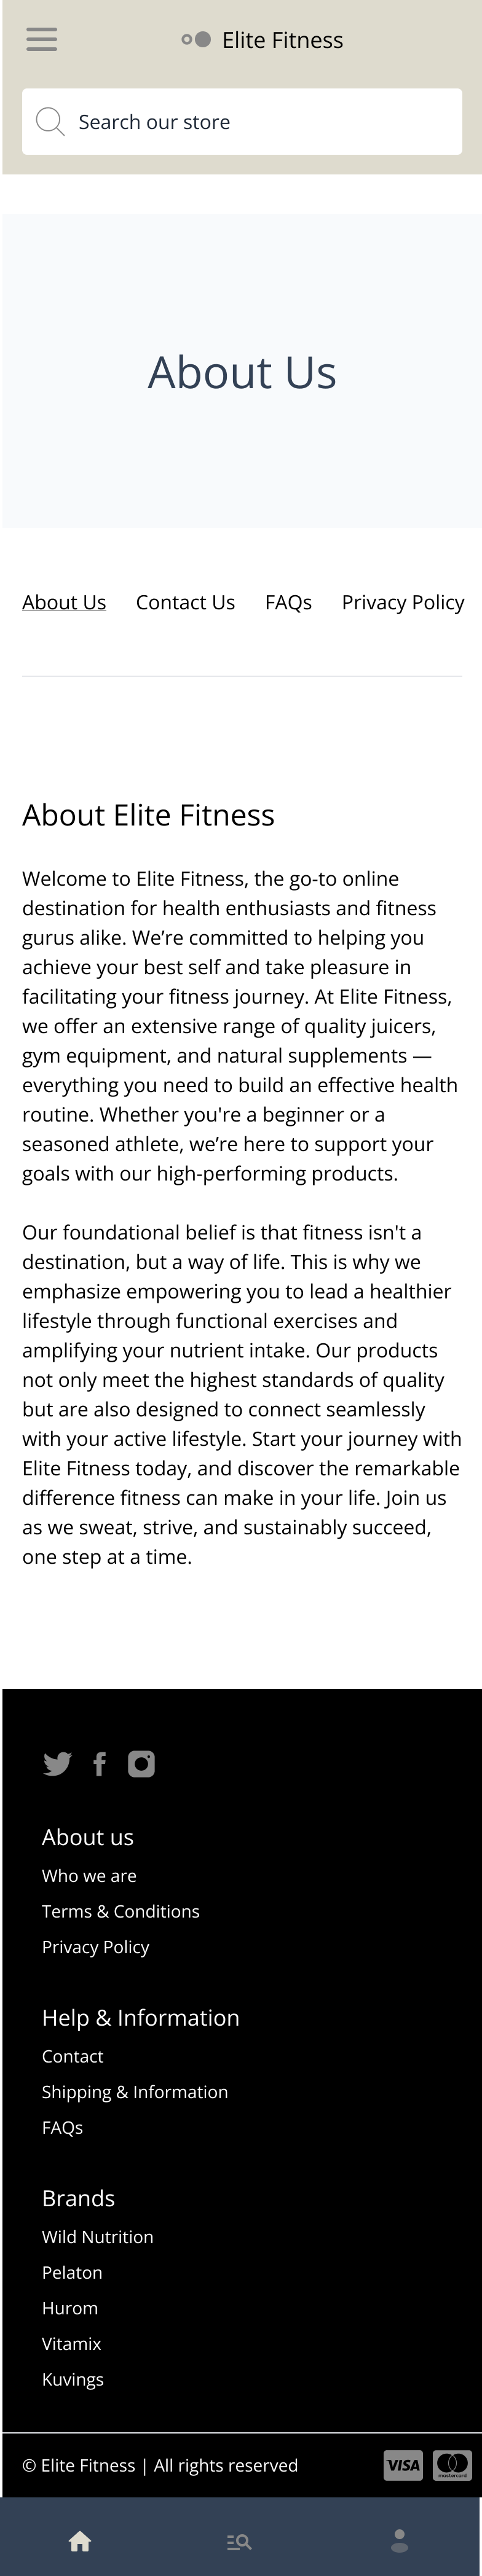 Elite Fitness
Search our store
About Us
About Us Contact Us FAQs Privacy Policy
About Elite Fitness
Welcome to Elite Fitness, the go-to online
destination for health enthusiasts and fitness
gurus alike. We’re committed to helping you
achieve your best self and take pleasure in
facilitating your fitness journey. At Elite Fitness,
we offer an extensive range of quality juicers,
gym equipment, and natural supplements —
everything you need to build an effective health
routine. Whether you're a beginner or a
seasoned athlete, we’re here to support your
goals with our high-performing products.
Our foundational belief is that fitness isn't a
destination, but a way of life. This is why we
emphasize empowering you to lead a healthier
lifestyle through functional exercises and
amplifying your nutrient intake. Our products
not only meet the highest standards of quality
but are also designed to connect seamlessly
with your active lifestyle. Start your journey with
Elite Fitness today, and discover the remarkable
difference fitness can make in your life. Join us
as we sweat, strive, and sustainably succeed,
one step at a time.
About us
Who we are
Terms & Conditions
Privacy Policy
Help & Information
Contact
Shipping & Information
FAQs
Brands
Wild Nutrition
Pelaton
Hurom
Vitamix
Kuvings
© Elite Fitness | All rights reserved VISA mastercard